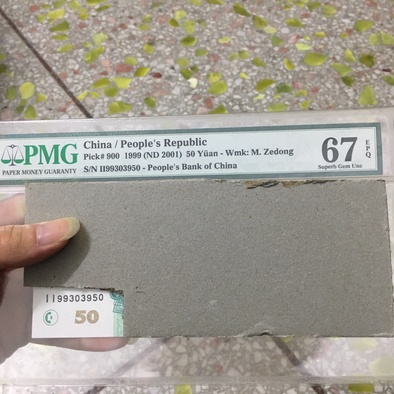 PMG
PAPER MONEY GUARANTY
China / People's Republic
Pick# 900 1999 (ND 2001) 50 Yüan - Wmk: M. Zedong
S/N II99303950 - People's Bank of China
67
EPQ
Superb Gem Unc
II99303950
50